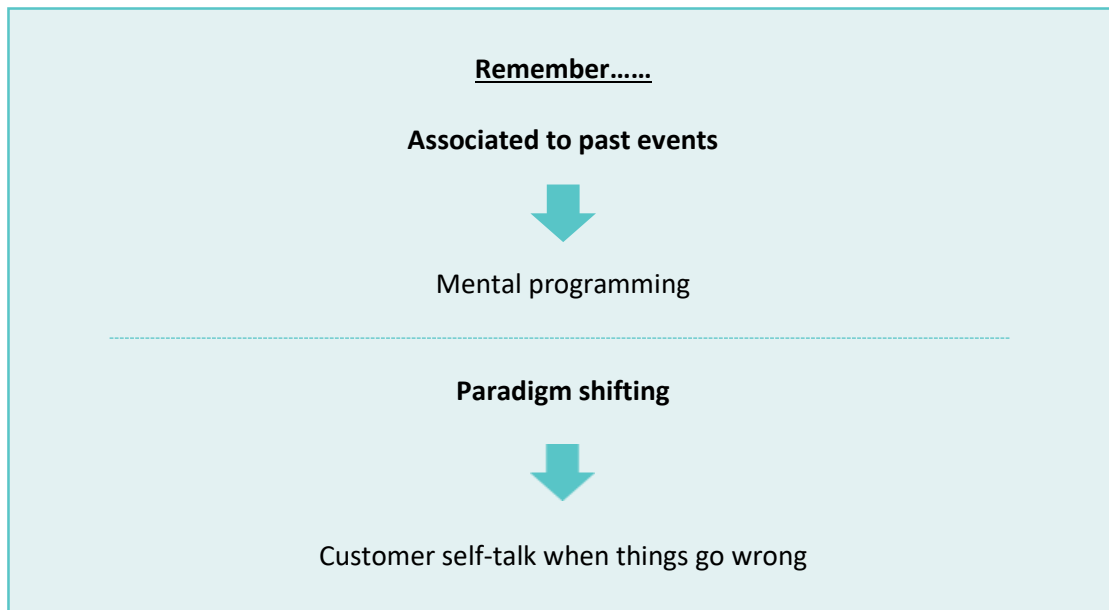 Remember……
Associated to past events
Mental programming
Paradigm shifting
Customer self-talk when things go wrong